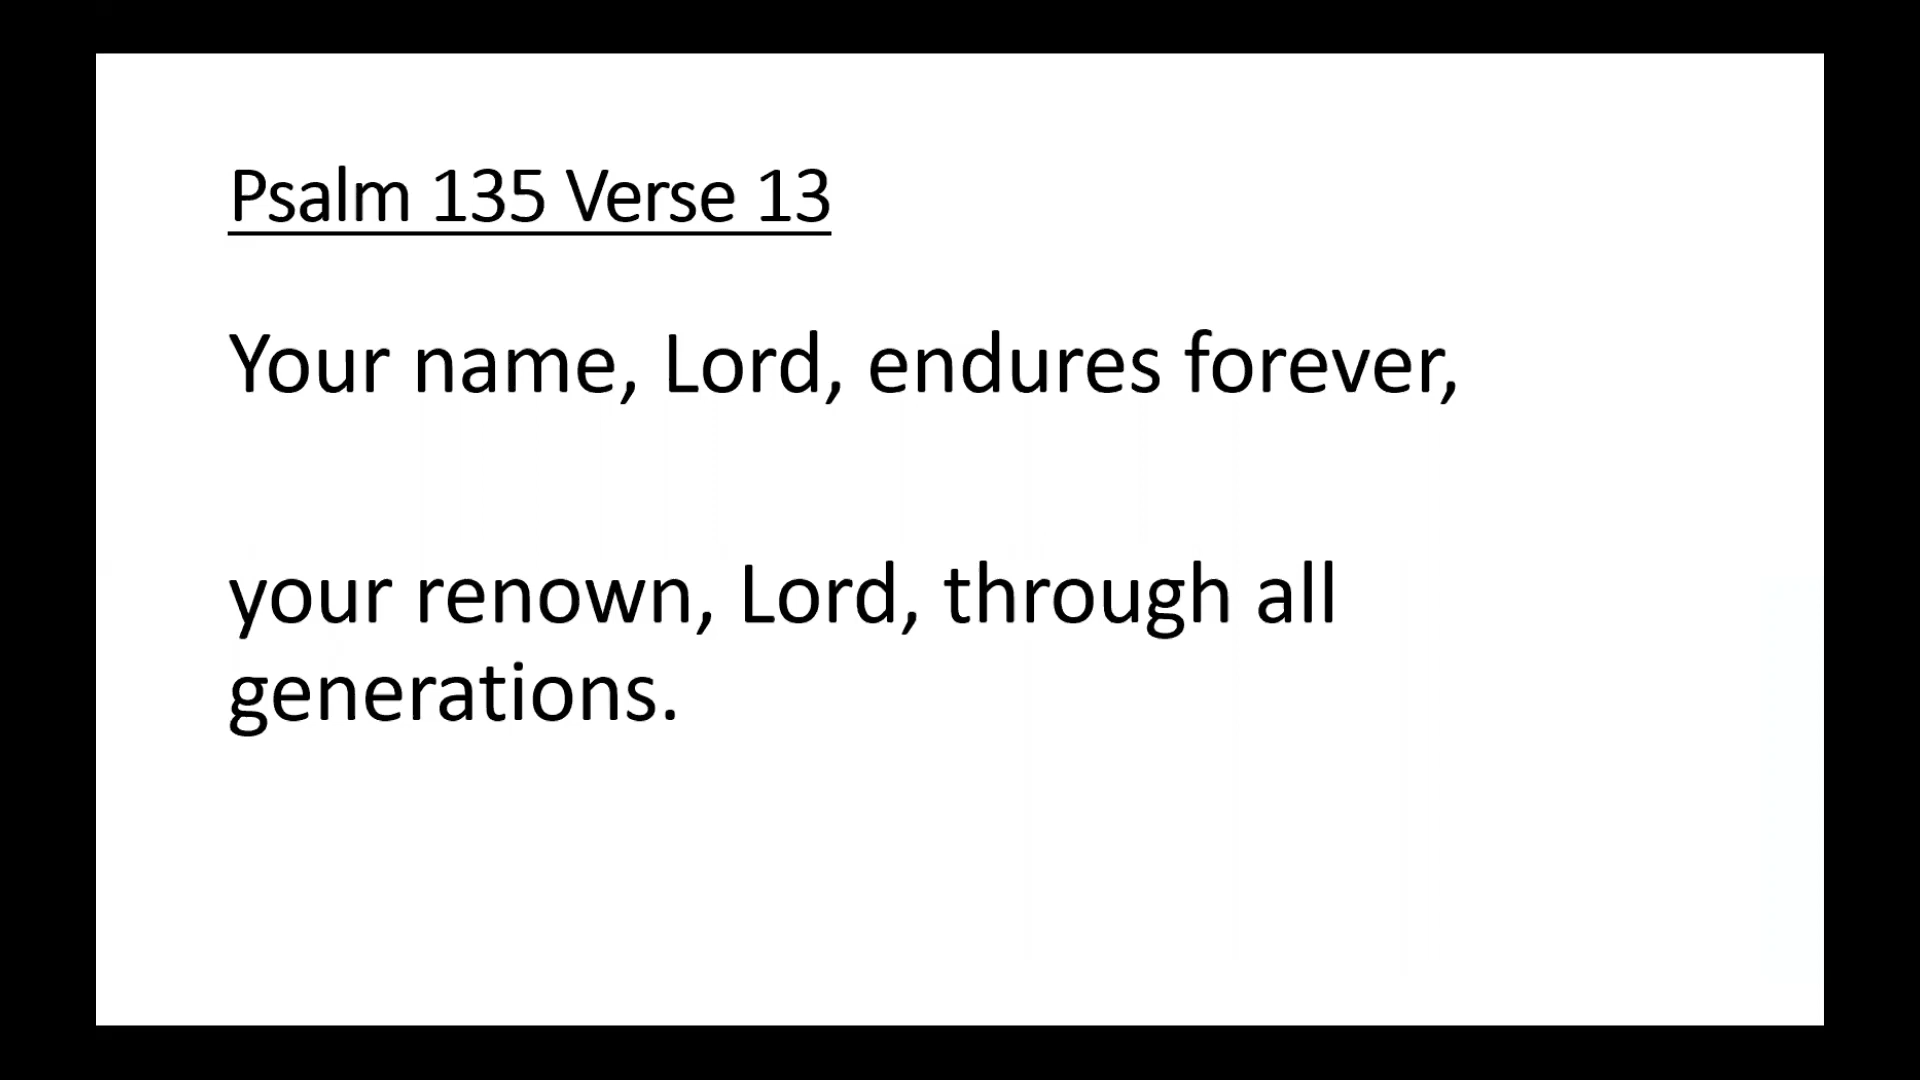 Psalm 135 Verse 13
Your name, Lord, endures forever,
your renown, Lord, through all
generations.